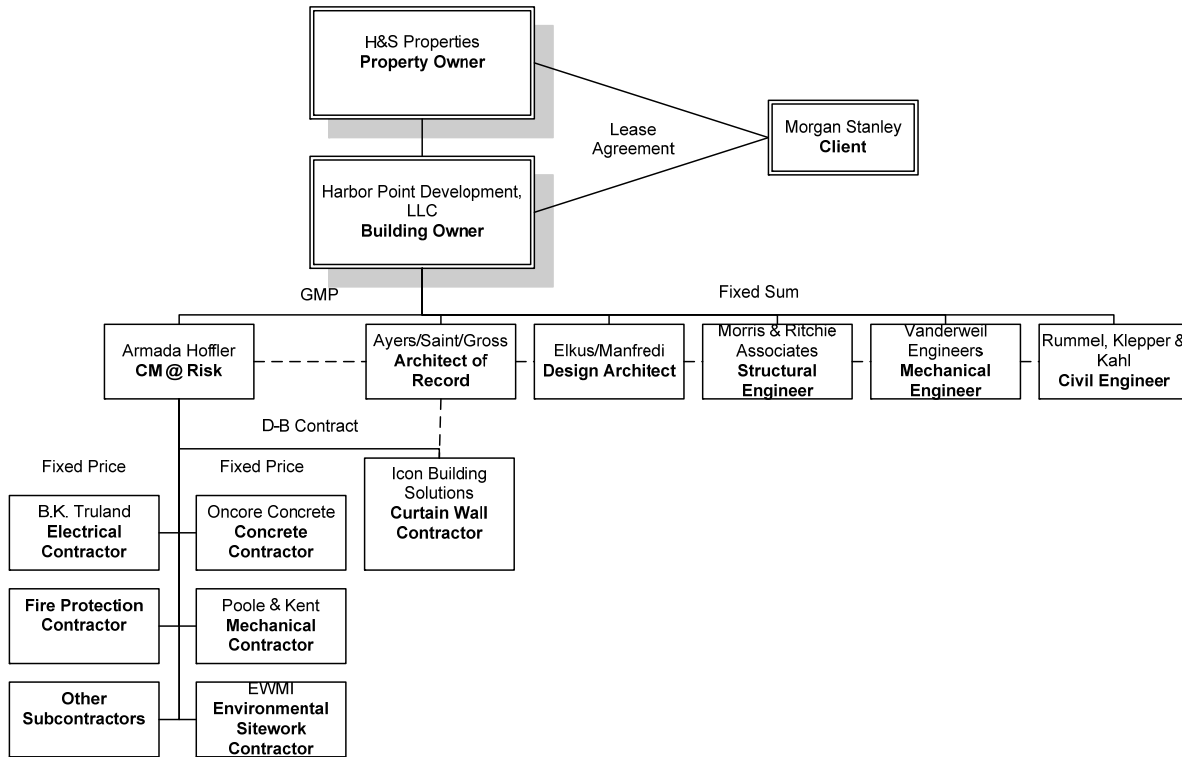 H&S Properties
Property Owner
Lease
Agreement
Morgan Stanley
Client
Harbor Point Development,
LLC
Building Owner
GMP
Fixed Sum
Armada Hoffler
CM @ Risk
Ayers/Saint/Gross
Architect of
Record
Elkus/Manfredi
Design Architect
Morris & Ritchie
Associates
Structural
Engineer
Vanderweil
Engineers
Mechanical
Engineer
Rummel, Klepper &
Kahl
Civil Engineer
D-B Contract
Fixed Price
Fixed Price
Icon Building
Solutions
Curtain Wall
Contractor
B.K. Truland
Electrical
Contractor
Oncore Concrete
Concrete
Contractor
Fire Protection
Contractor
Poole & Kent
Mechanical
Contractor
Other
Subcontractors
EWMI
Environmental
Sitework
Contractor